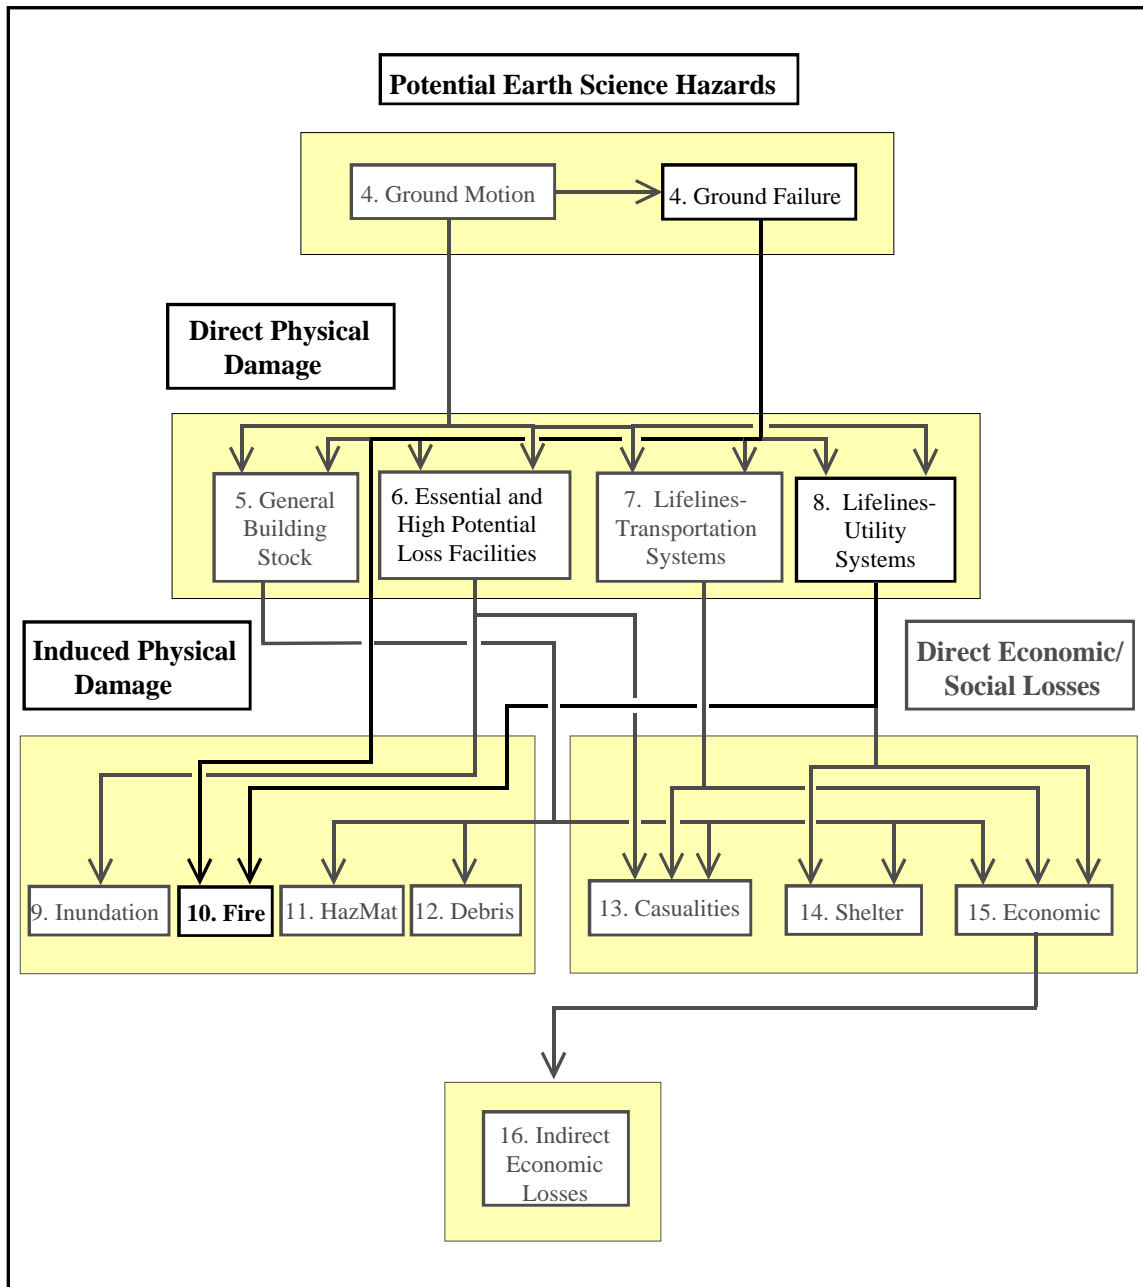 Potential Earth Science Hazards
4. Ground Motion
4. Ground Failure
Direct Physical
Damage
5. General
Building
Stock
6. Essential and
High Potential
Loss Facilities
7. Lifelines-
Transportation
Systems
8. Lifelines-
Utility
Systems
Induced Physical
Damage
Direct Economic/
Social Losses
9. Inundation
10. Fire
11. HazMat
12. Debris
13. Casualities
14. Shelter
15. Economic
16. Indirect
Economic
Losses